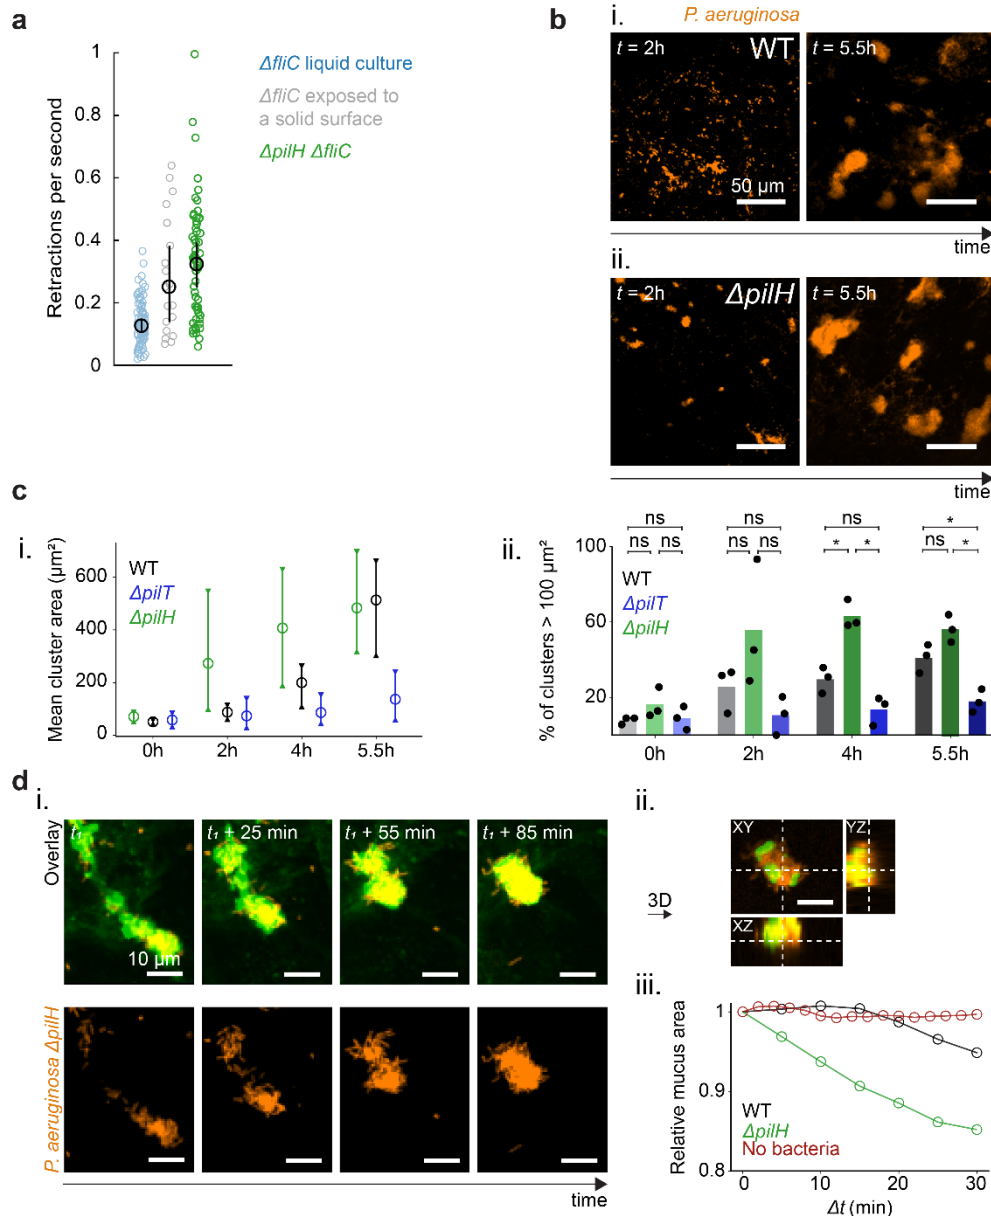 a
Retractions per second
1
0.8
0.6
0.4
0.2
0
ΔfliC liquid culture
ΔfliC exposed to
a solid surface
ΔpilH ΔfliC
b
i.
P. aeruginosa
t = 2h
WT
50 µm
t = 5.5h
time
ii.
t = 2h
ΔpilH
t = 5.5h
time
c
i.
Mean cluster area (µm²)
600
400
200
0
WT
ΔpilT
ΔpilH
0h
2h
4h
5.5h
ii.
% of clusters > 100 µm²
100
60
20
WT
ΔpilT
ΔpilH
ns
ns
ns
ns
ns
ns
ns
*
*
*
ns
*
0h
2h
4h
5.5h
d
i.
Overlay
t₁
10 µm
t₁ + 25 min
t₁ + 55 min
t₁ + 85 min
P. aeruginosa ΔpilH
time
ii.
3D
XY
YZ
XZ
iii.
Relative mucus area
1
0.9
0.8
WT
ΔpilH
No bacteria
0
10
20
30
Δt (min)